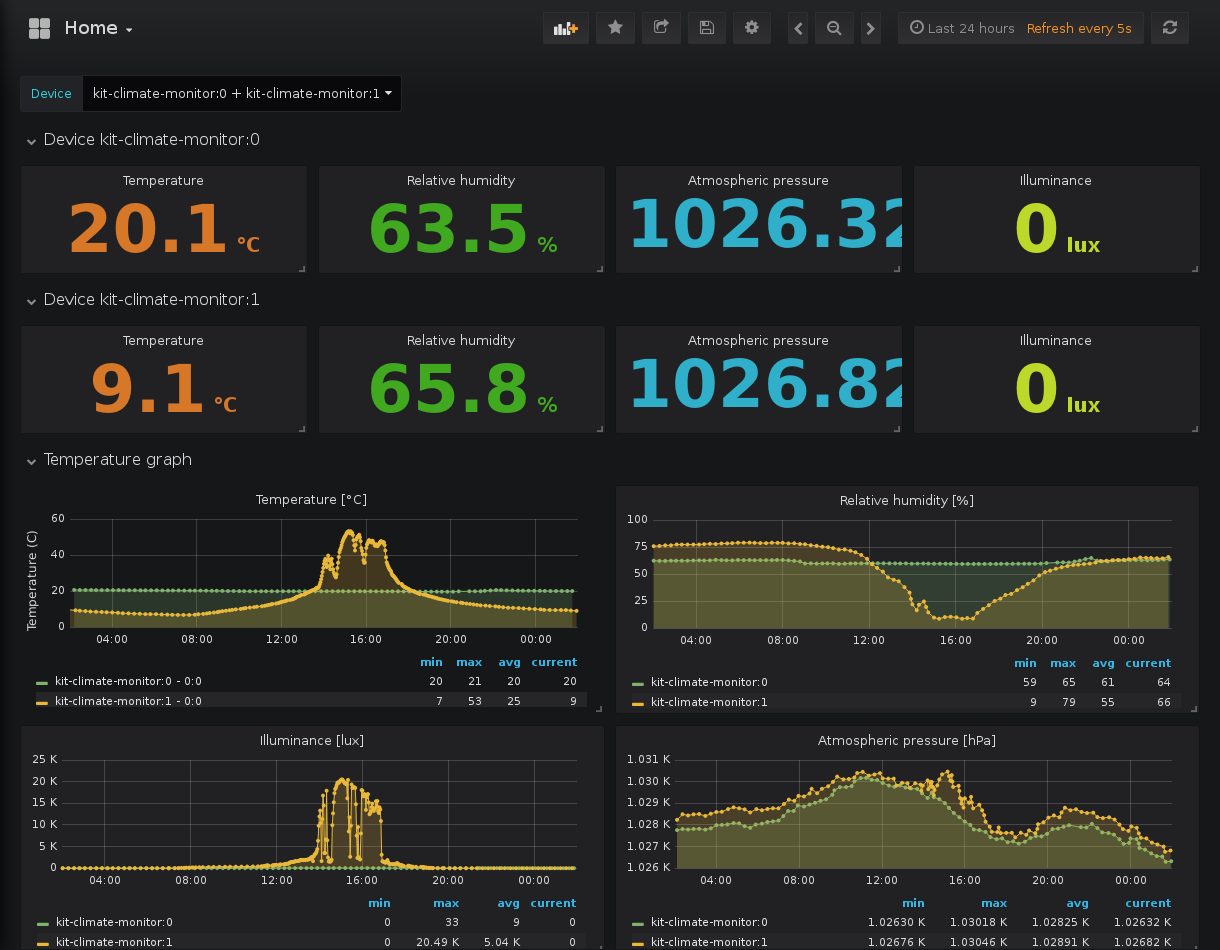 Home
Last 24 hours Refresh every 5s
Device kit-climate-monitor:0 + kit-climate-monitor:1
Device kit-climate-monitor:0
Temperature Relative humidity Atmospheric pressure Illuminance
20.1 °C 63.5 % 1026.32 0 lux
Device kit-climate-monitor:1
Temperature Relative humidity Atmospheric pressure Illuminance
9.1 °C 65.8 % 1026.82 0 lux
Temperature graph
Temperature [°C]
Temperature (C)
60
40
20
0
04:00 08:00 12:00 16:00 20:00 00:00
min max avg current
kit-climate-monitor:0 - 0:0 20 21 20 20
kit-climate-monitor:1 - 0:0 7 53 25 9
Relative humidity [%]
100
75
50
25
0
04:00 08:00 12:00 16:00 20:00 00:00
min max avg current
kit-climate-monitor:0 59 65 61 64
kit-climate-monitor:1 9 79 55 66
Illuminance [lux]
25 K
20 K
15 K
10 K
5 K
0
04:00 08:00 12:00 16:00 20:00 00:00
min max avg current
kit-climate-monitor:0 0 33 9 0
kit-climate-monitor:1 0 20.49 K 5.04 K 0
Atmospheric pressure [hPa]
1.031 K
1.030 K
1.029 K
1.028 K
1.027 K
1.026 K
04:00 08:00 12:00 16:00 20:00 00:00
min max avg current
kit-climate-monitor:0 1.02630 K 1.03018 K 1.02825 K 1.02632 K
kit-climate-monitor:1 1.02676 K 1.03046 K 1.02891 K 1.02682 K